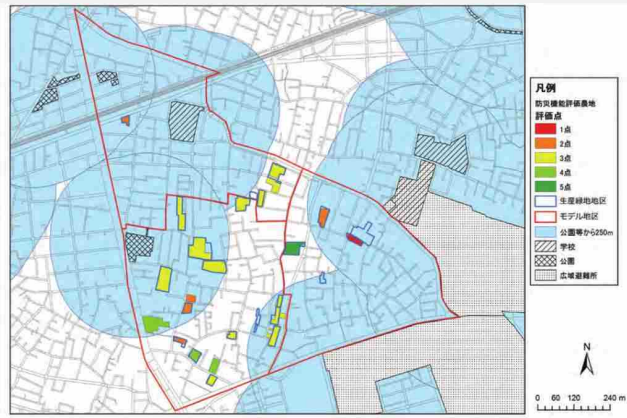 凡例
防災機能評価農地
評価点
1点
2点
3点
4点
5点
生産緑地地区
モデル地区
公園等から250m
学校
公園
広域避難所
N
0 60 120 240 m